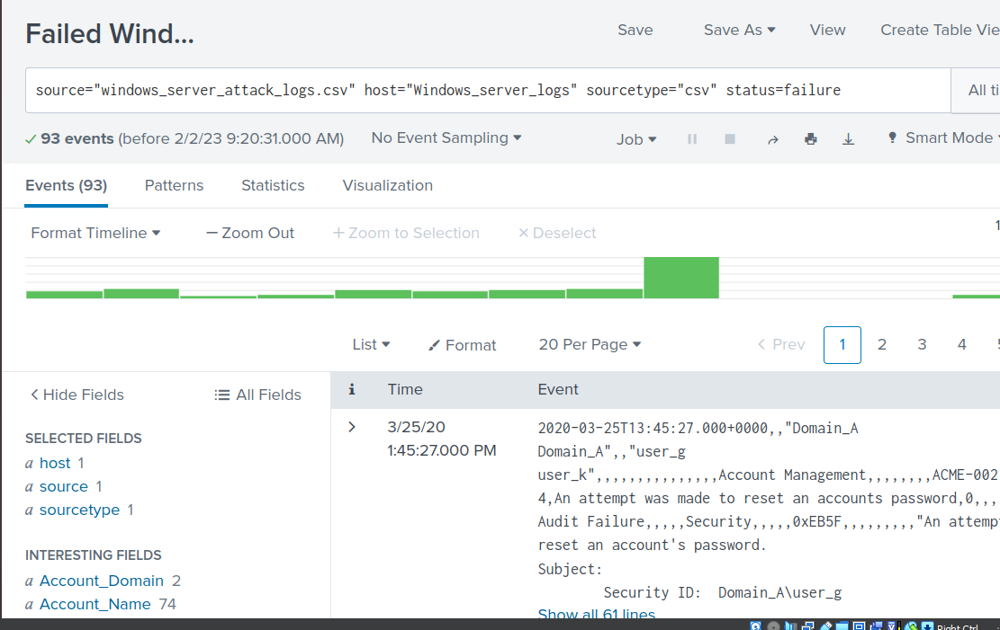 Failed Wind...
Save
Save As
View
Create Table Vie
source="windows_server_attack_logs.csv" host="Windows_server_logs" sourcetype="csv" status=failure
All ti
93 events (before 2/2/23 9:20:31.000 AM)
No Event Sampling
Job
Smart Mode
Events (93)
Patterns
Statistics
Visualization
Format Timeline
Zoom Out
Zoom to Selection
Deselect
1
List
Format
20 Per Page
Prev
1
2
3
4
Hide Fields
All Fields
i
Time
Event
SELECTED FIELDS
a host 1
a source 1
a sourcetype 1
INTERESTING FIELDS
a Account_Domain 2
a Account_Name 74
3/25/20
1:45:27.000 PM
2020-03-25T13:45:27.000+0000,,"Domain_A
Domain_A",,"user_g
user_k",,,,,,,,,,,,,,,Account Management,,,,,,,,ACME-002
4,An attempt was made to reset an accounts password,0,,,
Audit Failure,,,,,Security,,,,,0xEB5F,,,,,,,,,"An attemp
reset an account's password.
Subject:
Security ID: Domain_A\user_g
Show all 61 lines
Right Ctrl